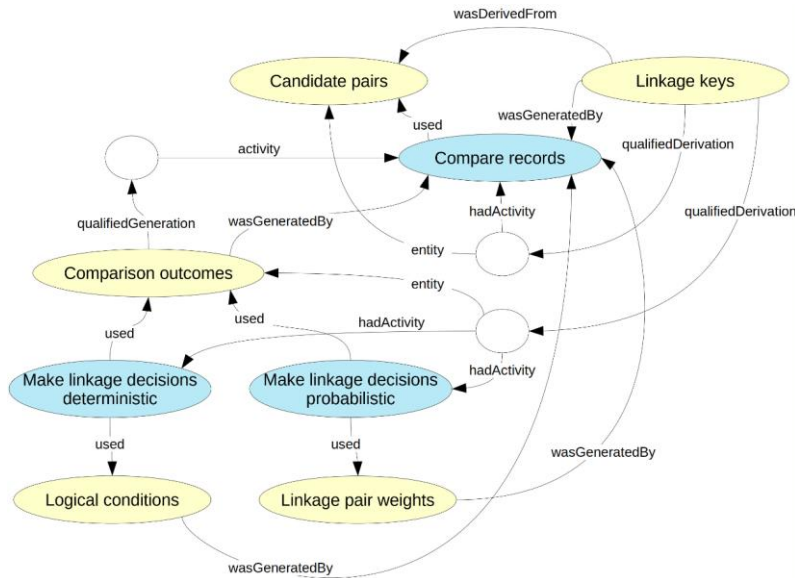 wasDerivedFrom
Candidate pairs
Linkage keys
wasGeneratedBy
used
qualifiedDerivation
activity
Compare records
qualifiedDerivation
hadActivity
qualifiedGeneration
wasGeneratedBy
entity
Comparison outcomes
entity
used
used
hadActivity
hadActivity
Make linkage decisions
deterministic
Make linkage decisions
probabilistic
used
used
wasGeneratedBy
Logical conditions
Linkage pair weights
wasGeneratedBy